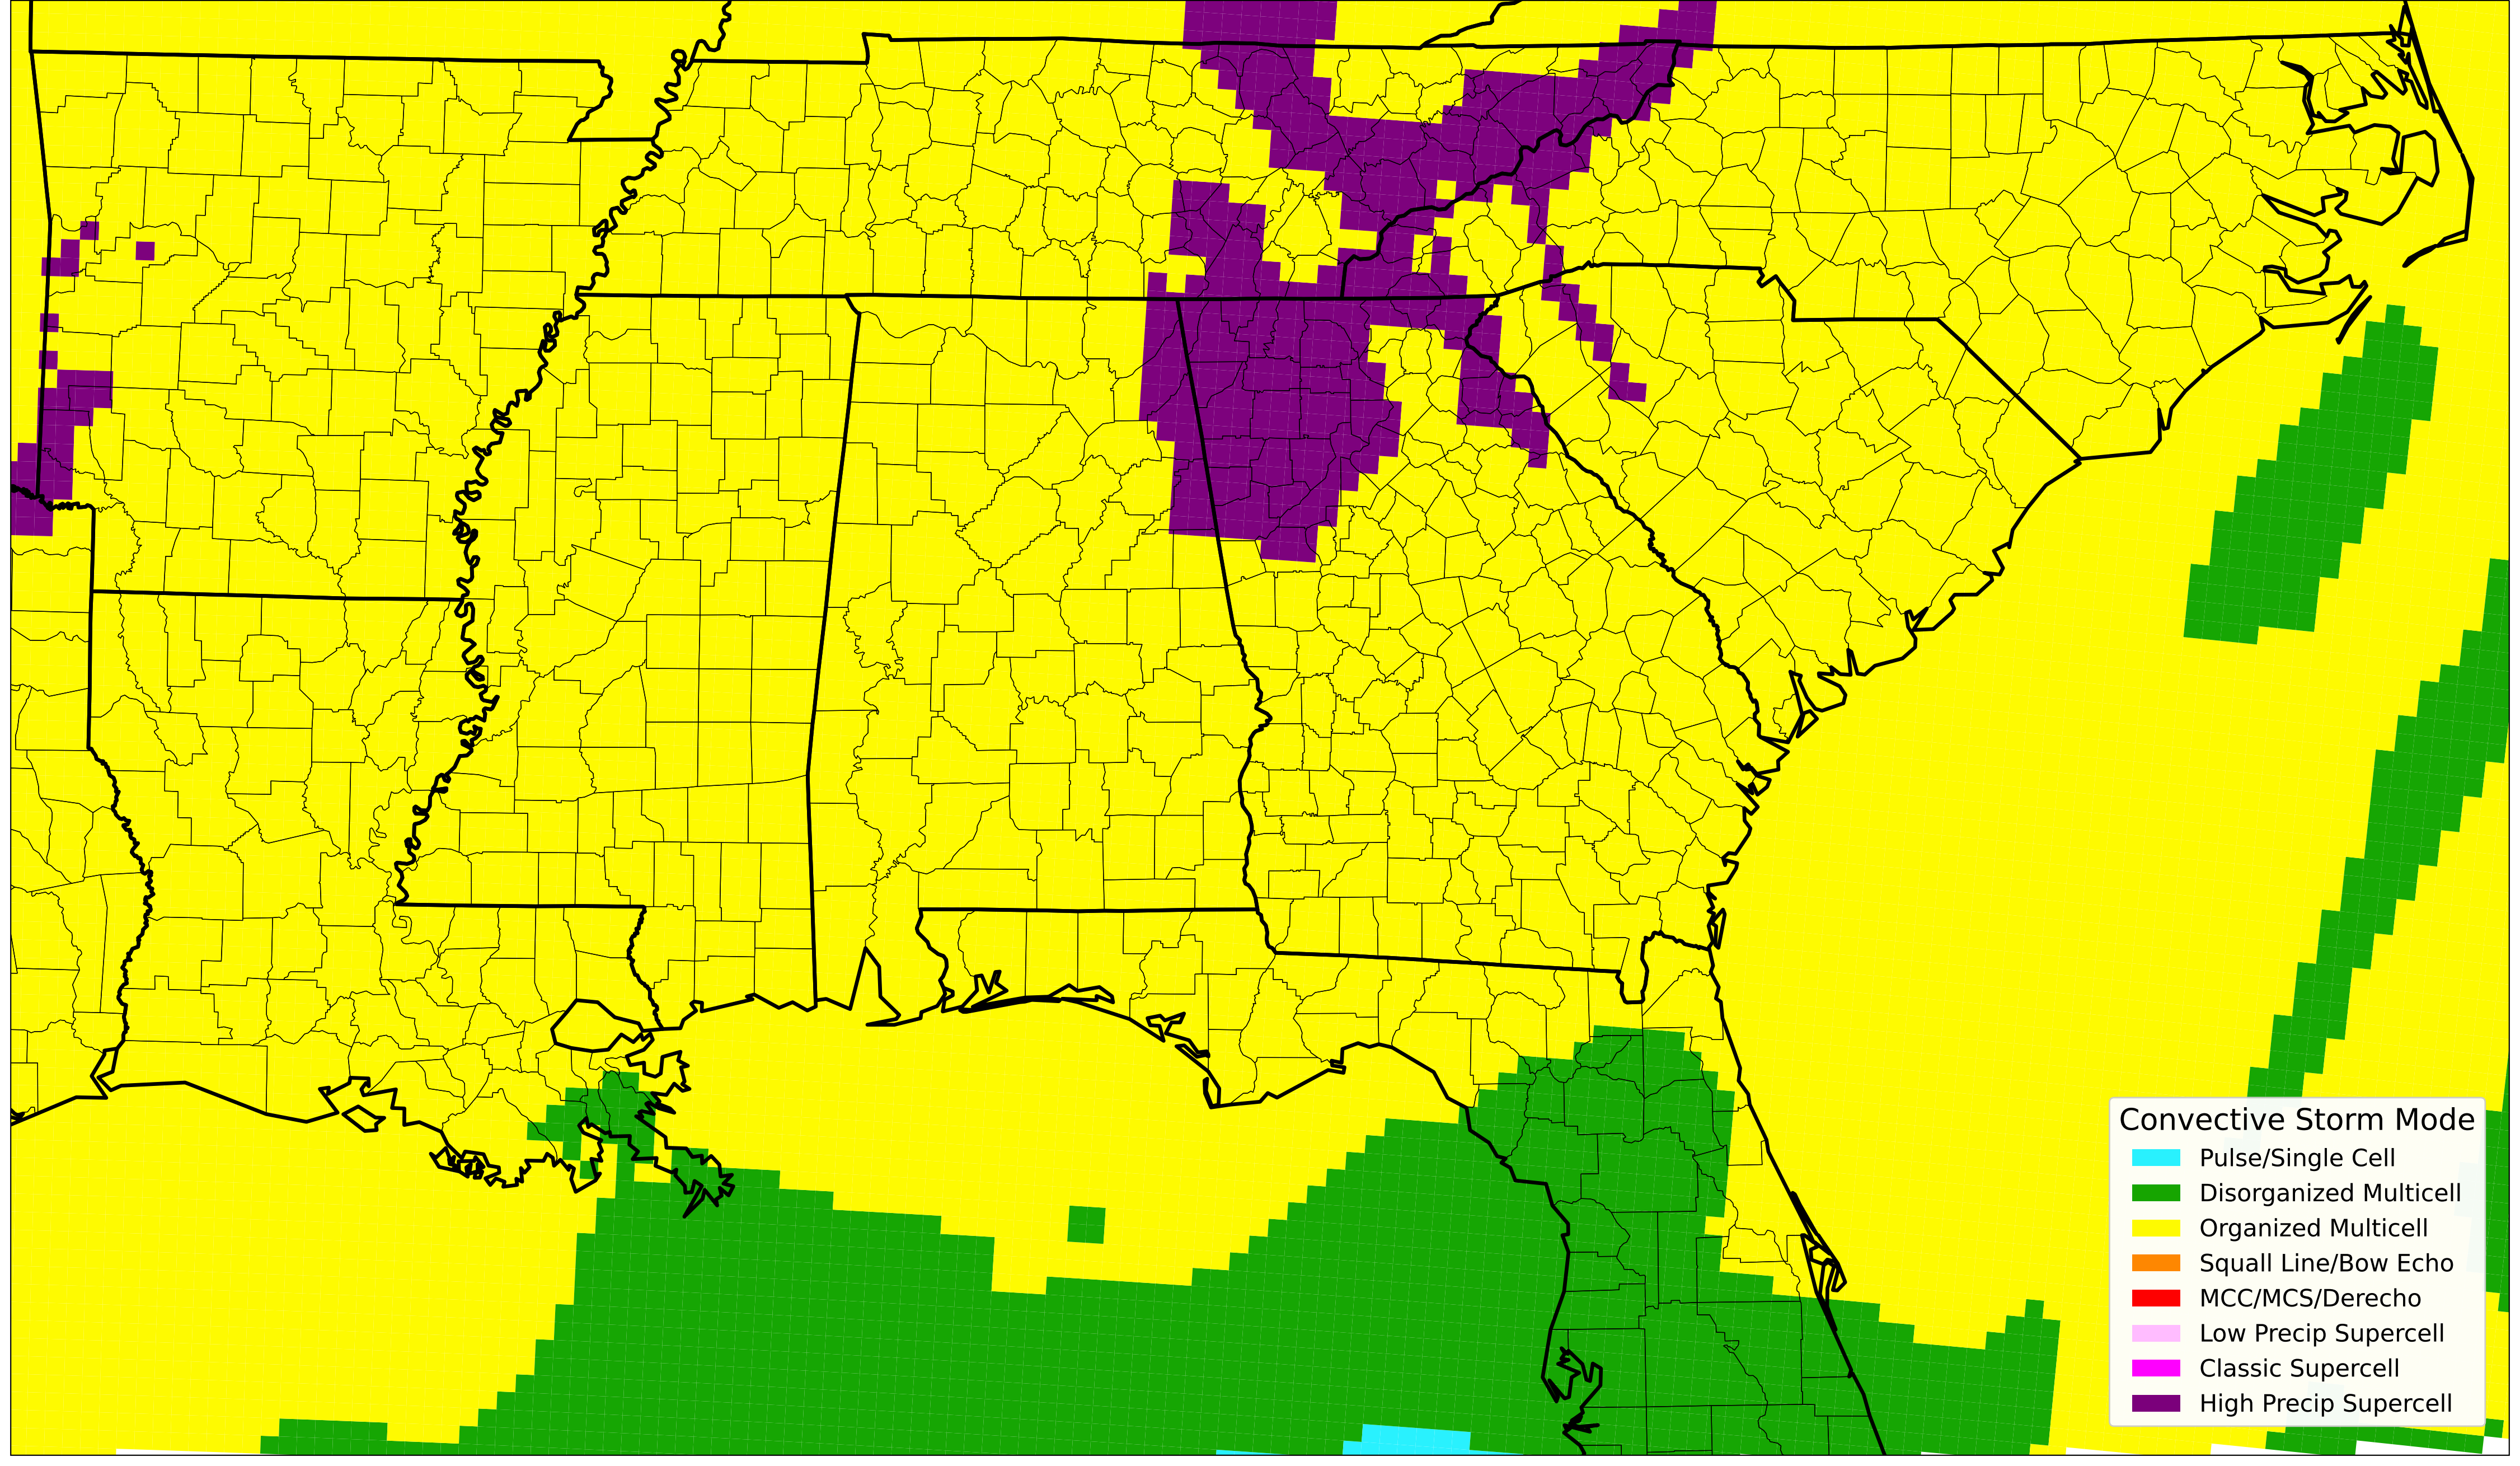 Convective Storm Mode
Pulse/Single Cell
Disorganized Multicell
Organized Multicell
Squall Line/Bow Echo
MCC/MCS/Derecho
Low Precip Supercell
Classic Supercell
High Precip Supercell